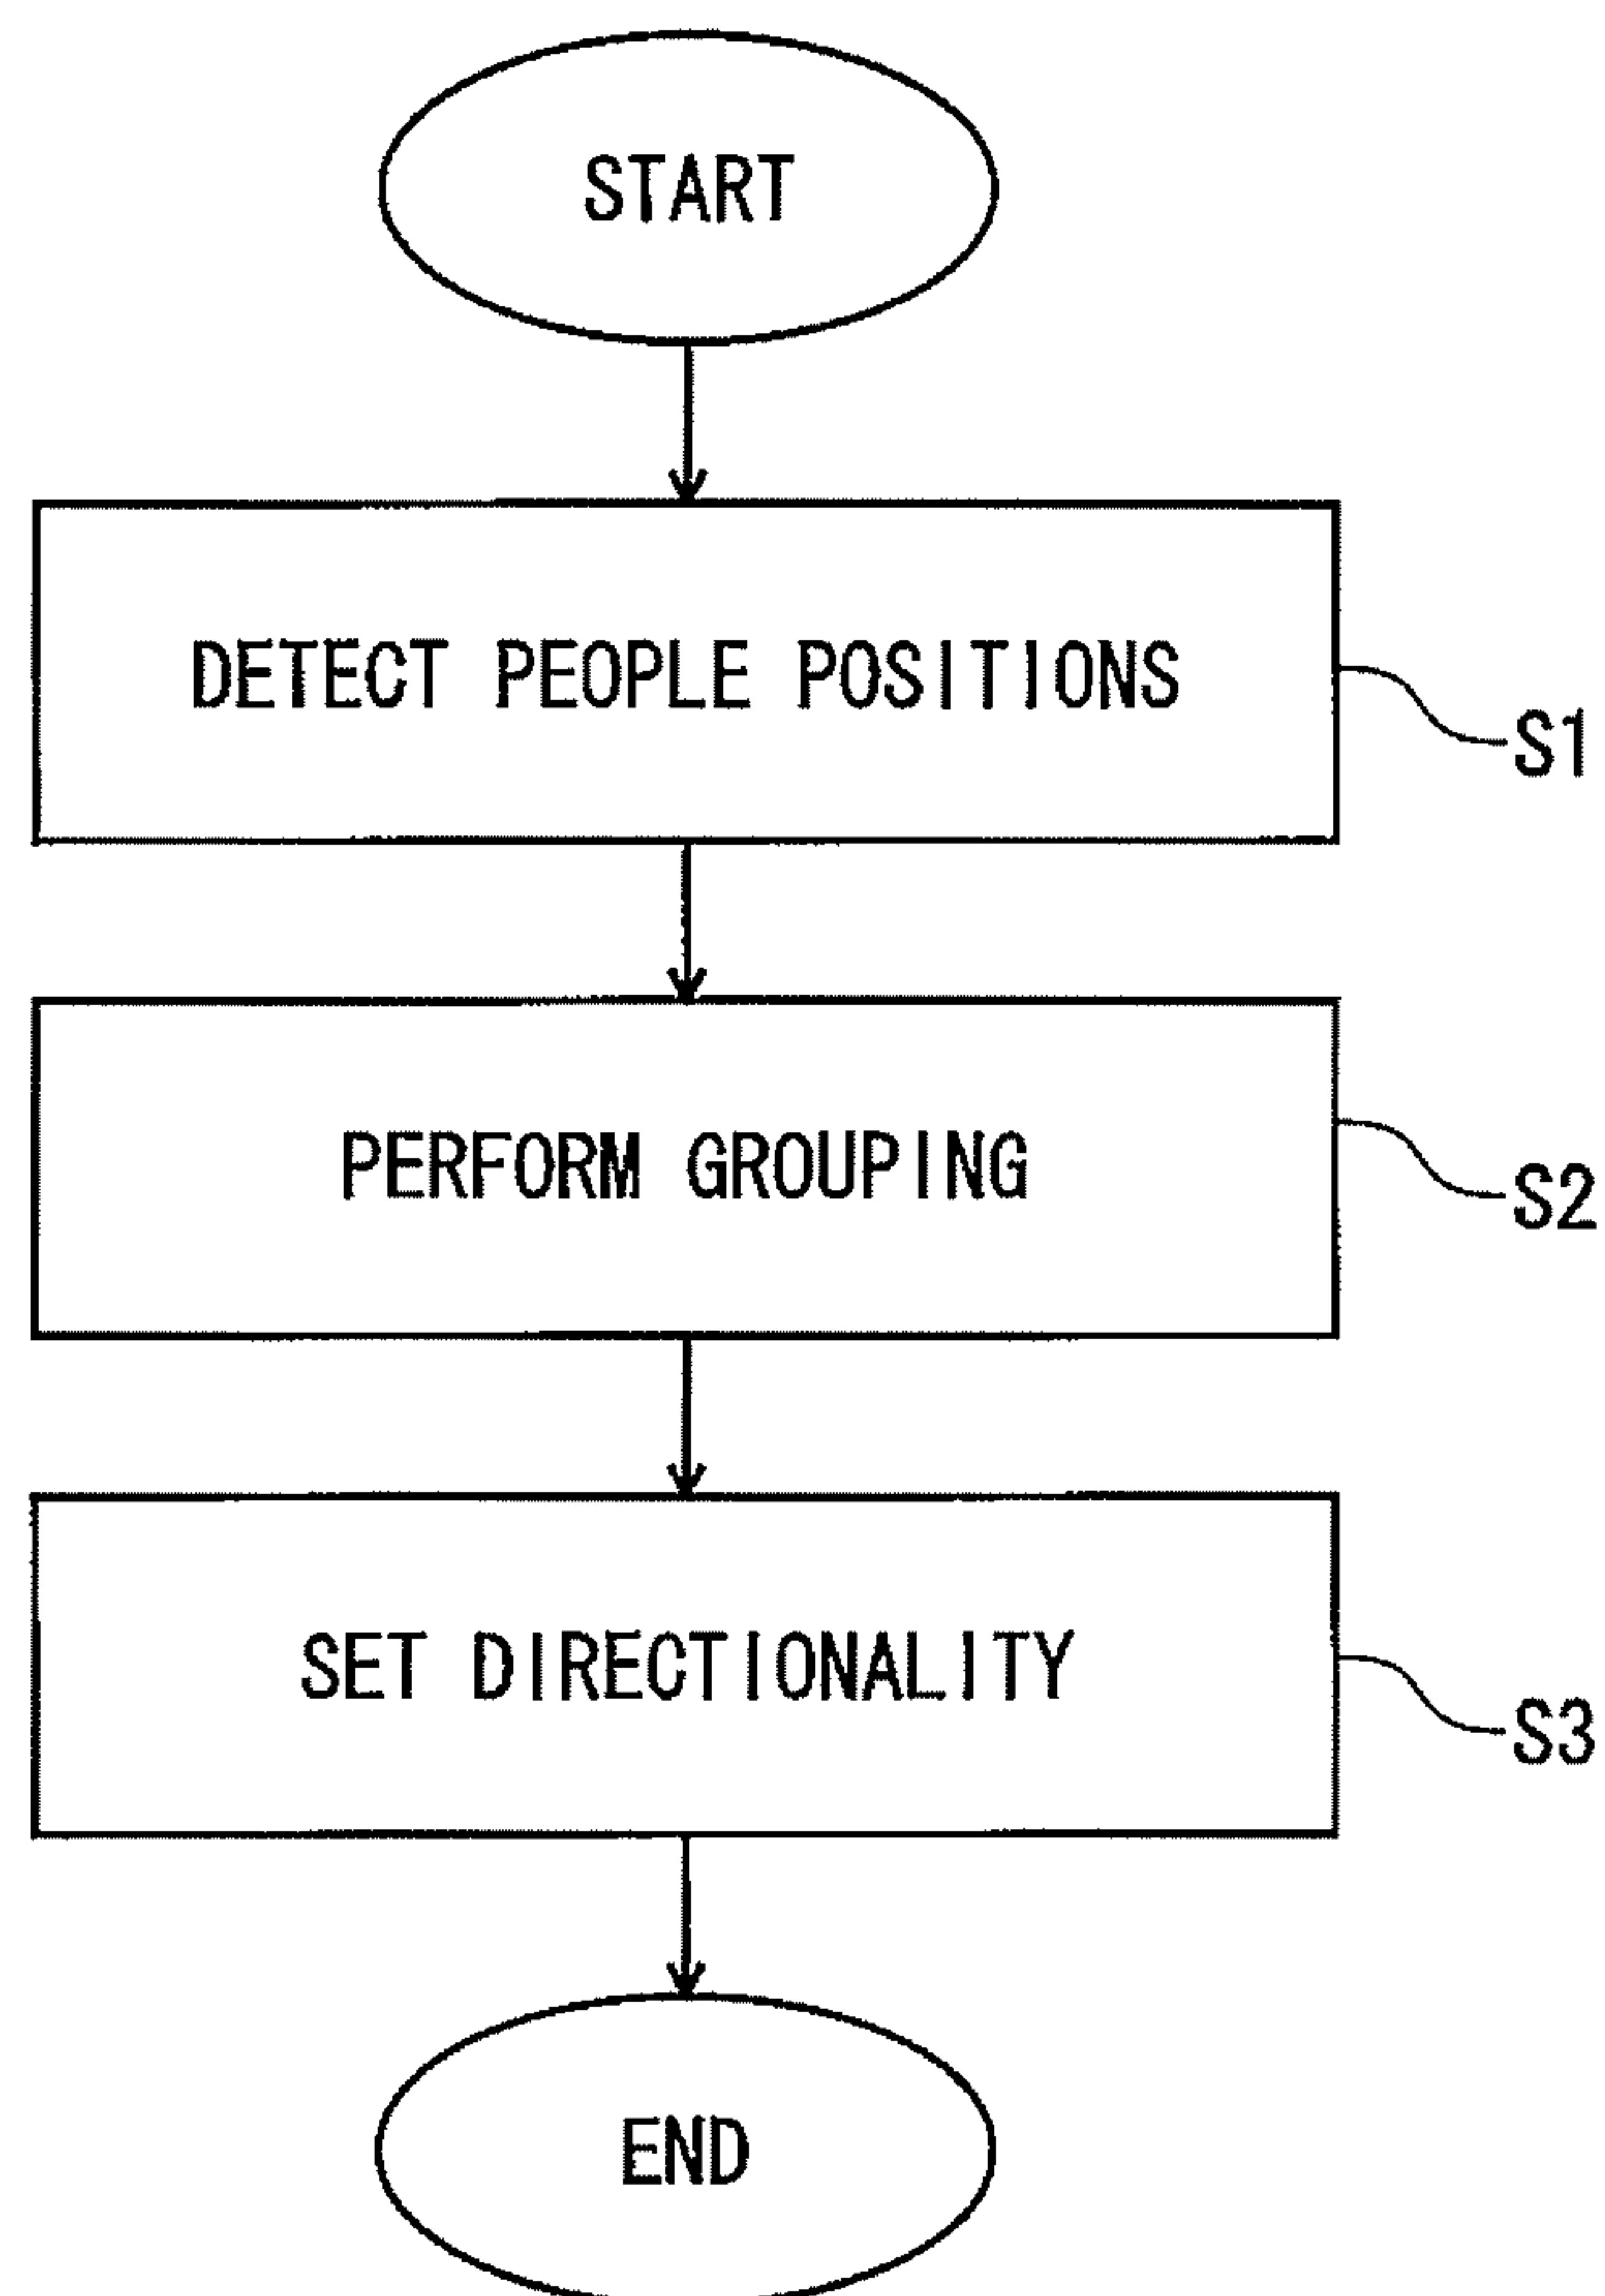 START
DETECT PEOPLE POSITIONS
S1
PERFORM GROUPING
S2
SET DIRECTIONALITY
S3
END